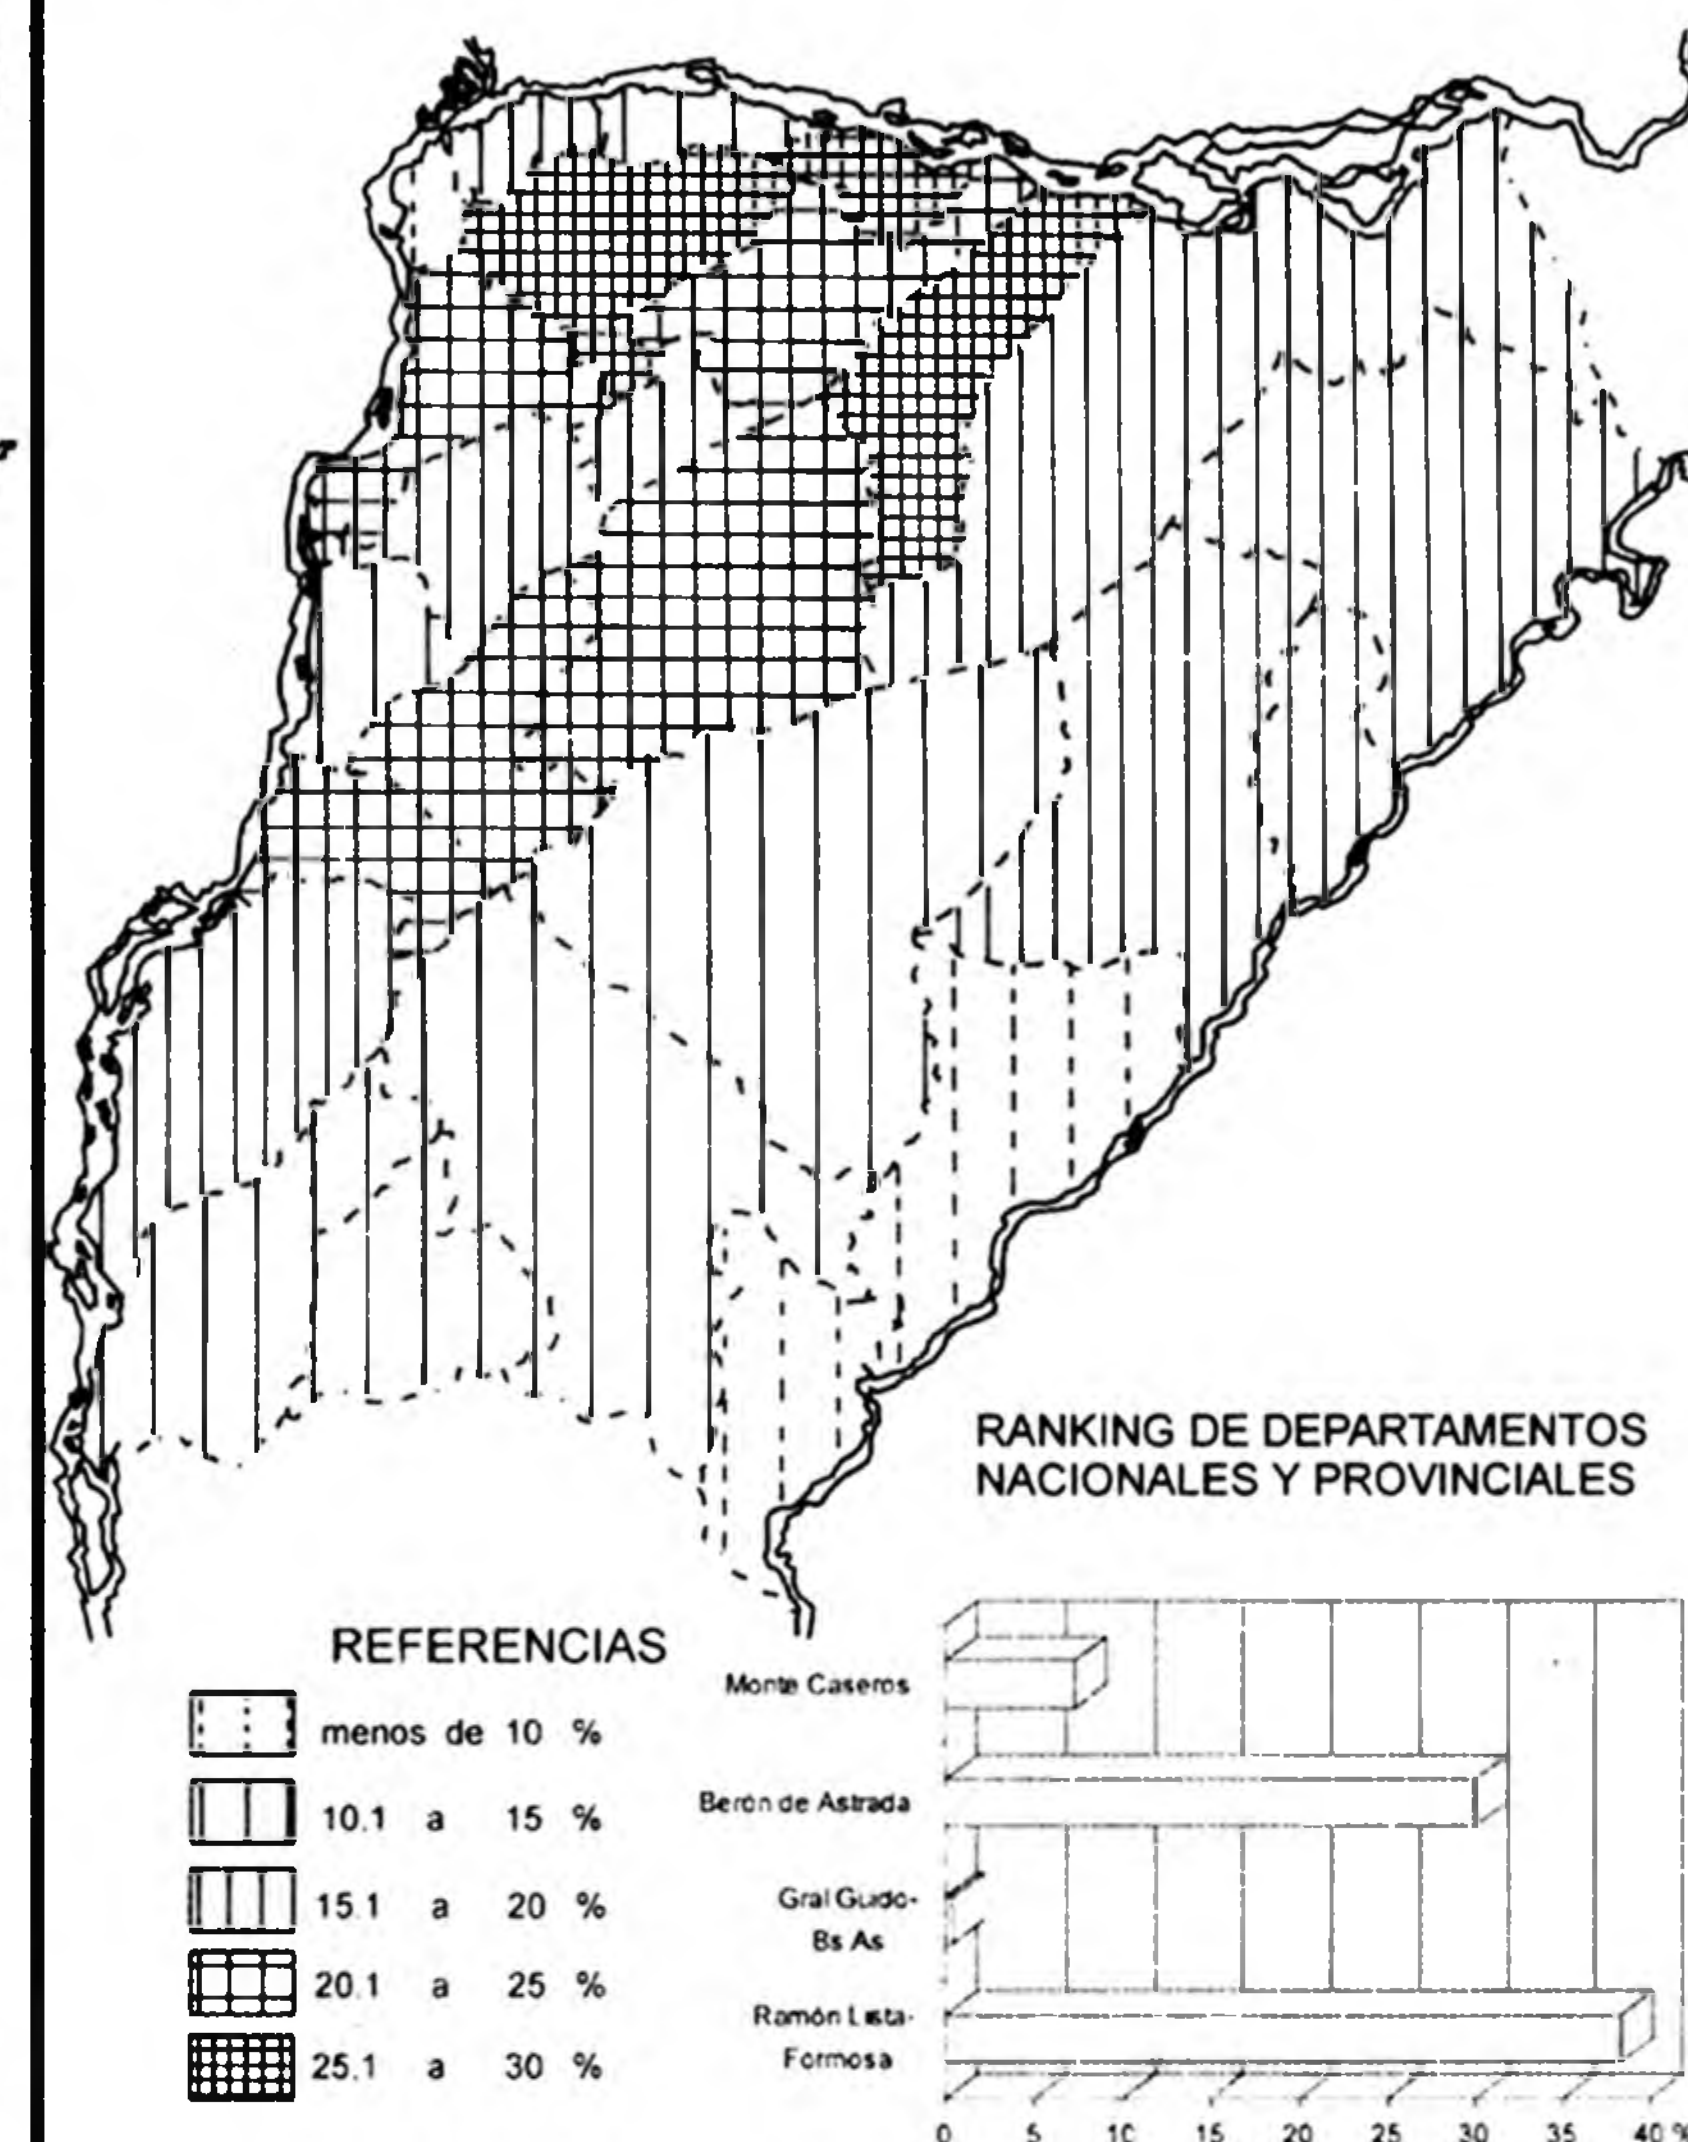 RANKING DE DEPARTAMENTOS
NACIONALES Y PROVINCIALES
REFERENCIAS
menos de 10 %
10.1 a 15 %
15.1 a 20 %
20.1 a 25 %
25.1 a 30 %
Monte Caseros
Berón de Astrada
Gral Guido-
Bs As
Ramón Lista-
Formosa
0 5 10 15 20 25 30 35 40 %